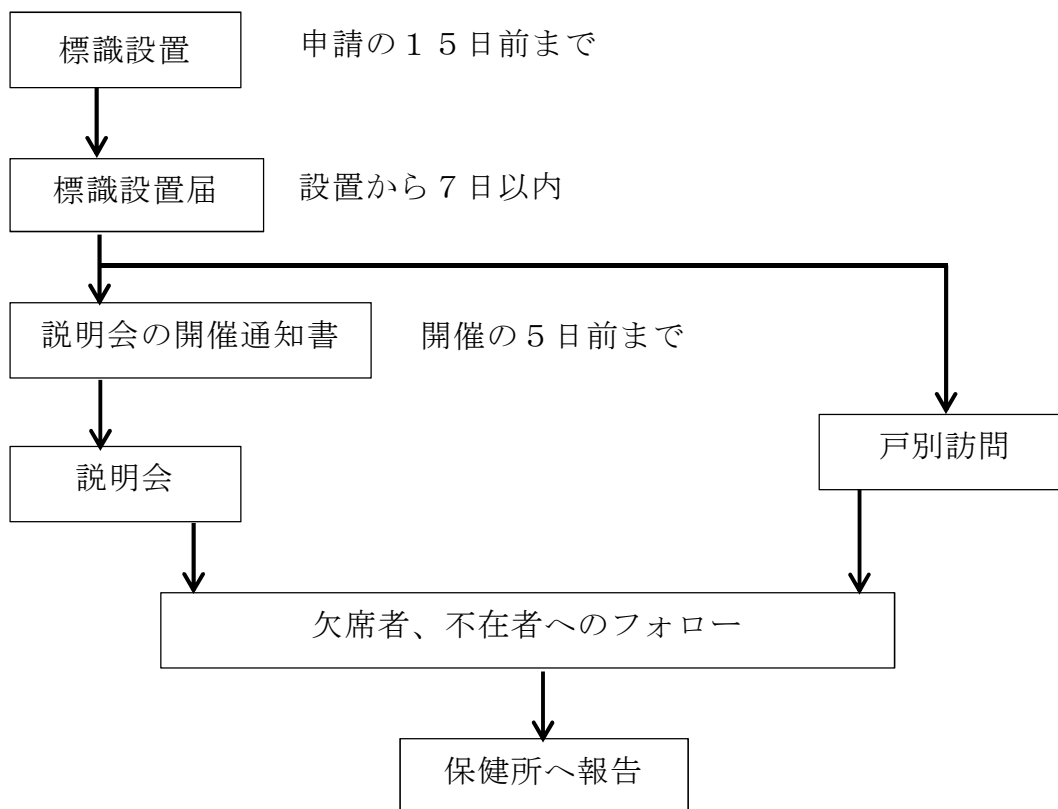 標識設置
申請の１５日前まで
標識設置届
設置から７日以内
説明会の開催通知書
開催の５日前まで
戸別訪問
説明会
欠席者、不在者へのフォロー
保健所へ報告